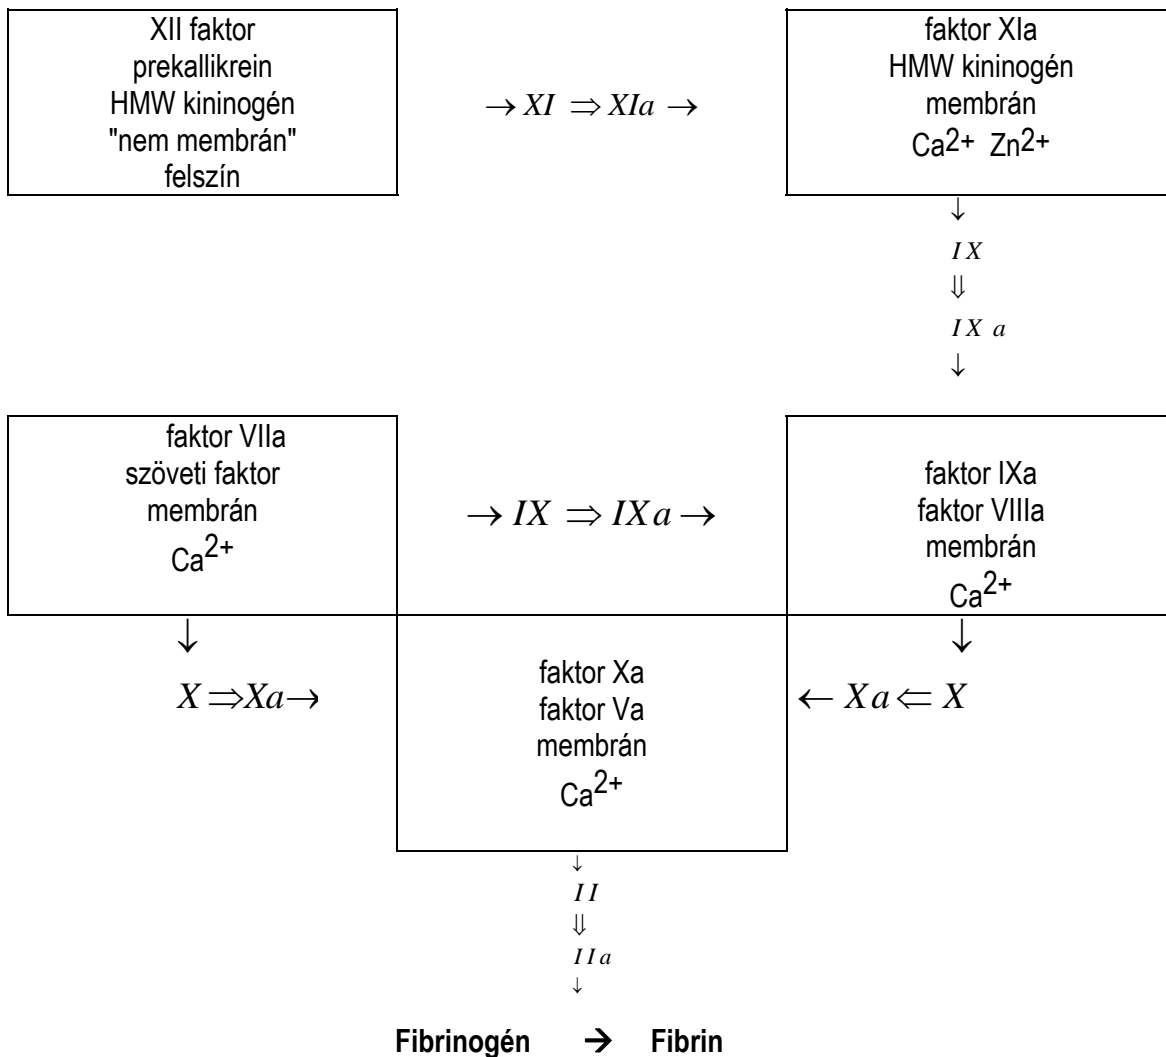 XII faktor
prekallikrein
HMW kininogén
"nem membrán"
felszín
→ XI ⇒ XIa →
faktor XIa
HMW kininogén
membrán
Ca2+ Zn2+
↓
IX
⇓
IX a
↓
faktor VIIa
szöveti faktor
membrán
Ca2+
→ IX ⇒ IXa →
faktor IXa
faktor VIIIa
membrán
Ca2+
↓
X ⇒ Xa →
faktor Xa
faktor Va
membrán
Ca2+
↓
← Xa ⇐ X
↓
II
⇓
IIa
↓
Fibrinogén → Fibrin